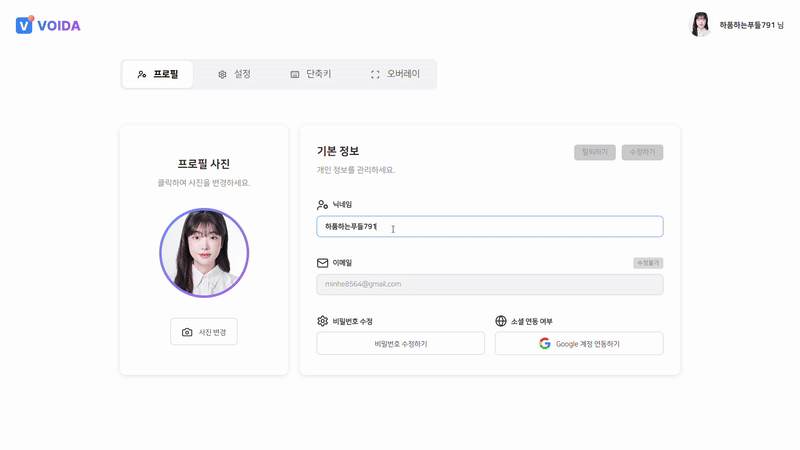 V VOIDA
하품하는푸들791 님
프로필
설정
단축키
오버레이
프로필 사진
클릭하여 사진을 변경하세요.
사진 변경
기본 정보
탈퇴하기
수정하기
개인 정보를 관리하세요.
닉네임
하품하는푸들791
이메일
수정불가
minhe8564@gmail.com
비밀번호 수정
비밀번호 수정하기
소셜 연동 여부
Google 계정 연동하기